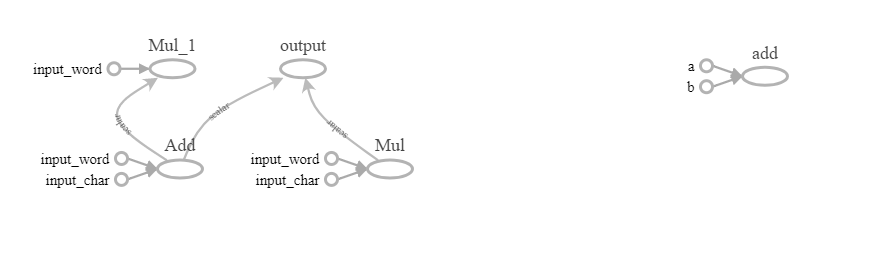 Mul_1
output
input_word
scalar
scalar
scalar
Add
Mul
input_word
input_char
input_word
input_char
add
a
b